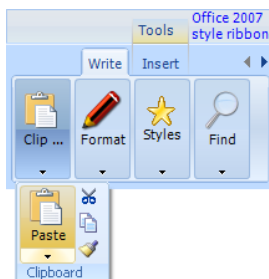 Office 2007
Tools style ribbon
Write Insert
Clip ... Format Styles Find
Paste
Clipboard